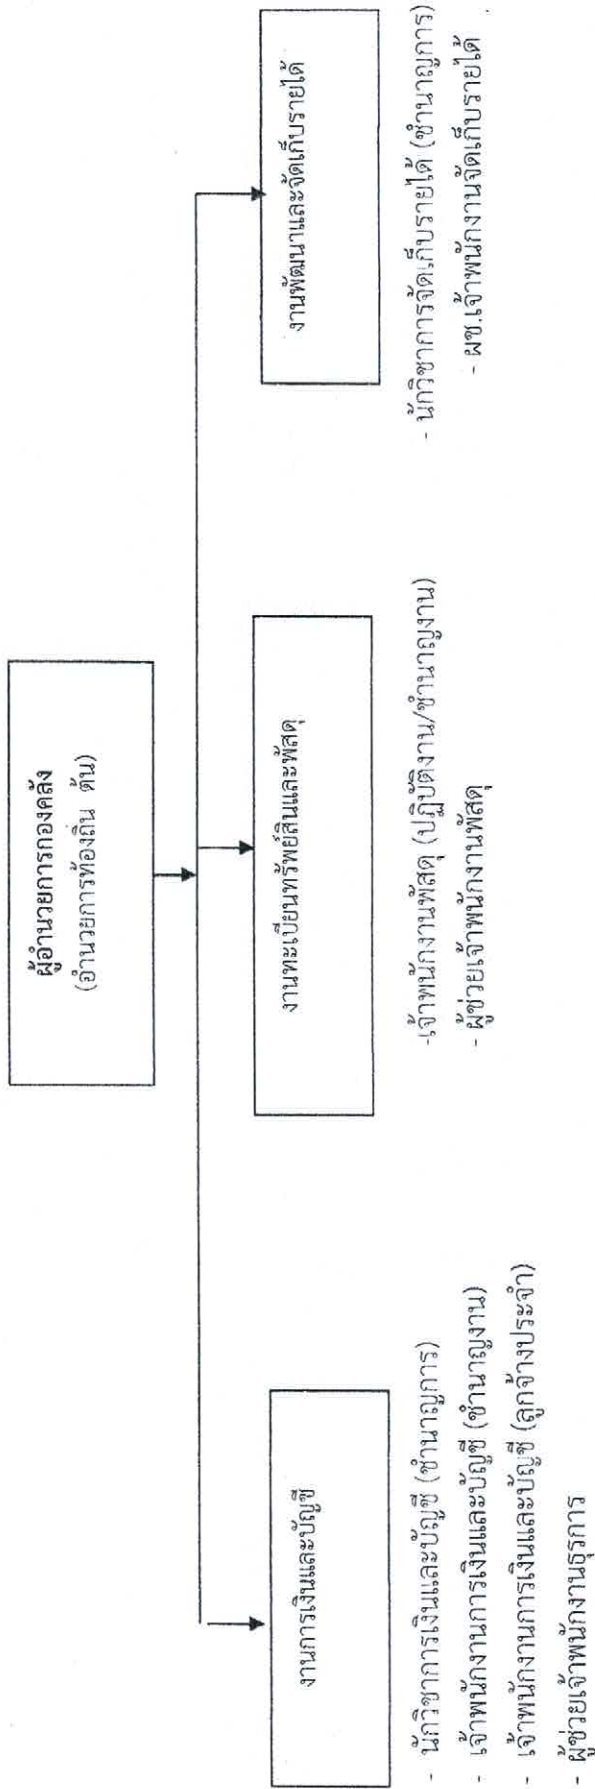 ผู้อำนวยการกองคลัง
(อำนวยการท้องถิ่น ต้น)
งานการเงินและบัญชี
- นักวิชาการเงินและบัญชี (ชำนาญการ)
- เจ้าพนักงานการเงินและบัญชี (ชำนาญงาน)
- เจ้าพนักงานการเงินและบัญชี (ลูกจ้างประจำ)
- ผู้ช่วยเจ้าพนักงานธุรการ
งานทะเบียนทรัพย์สินและพัสดุ
-เจ้าพนักงานพัสดุ (ปฏิบัติงาน/ชำนาญงาน)
- ผู้ช่วยเจ้าพนักงานพัสดุ
งานพัฒนาและจัดเก็บรายได้
- นักวิชาการจัดเก็บรายได้ (ชำนาญการ)
- ผช.เจ้าพนักงานจัดเก็บรายได้